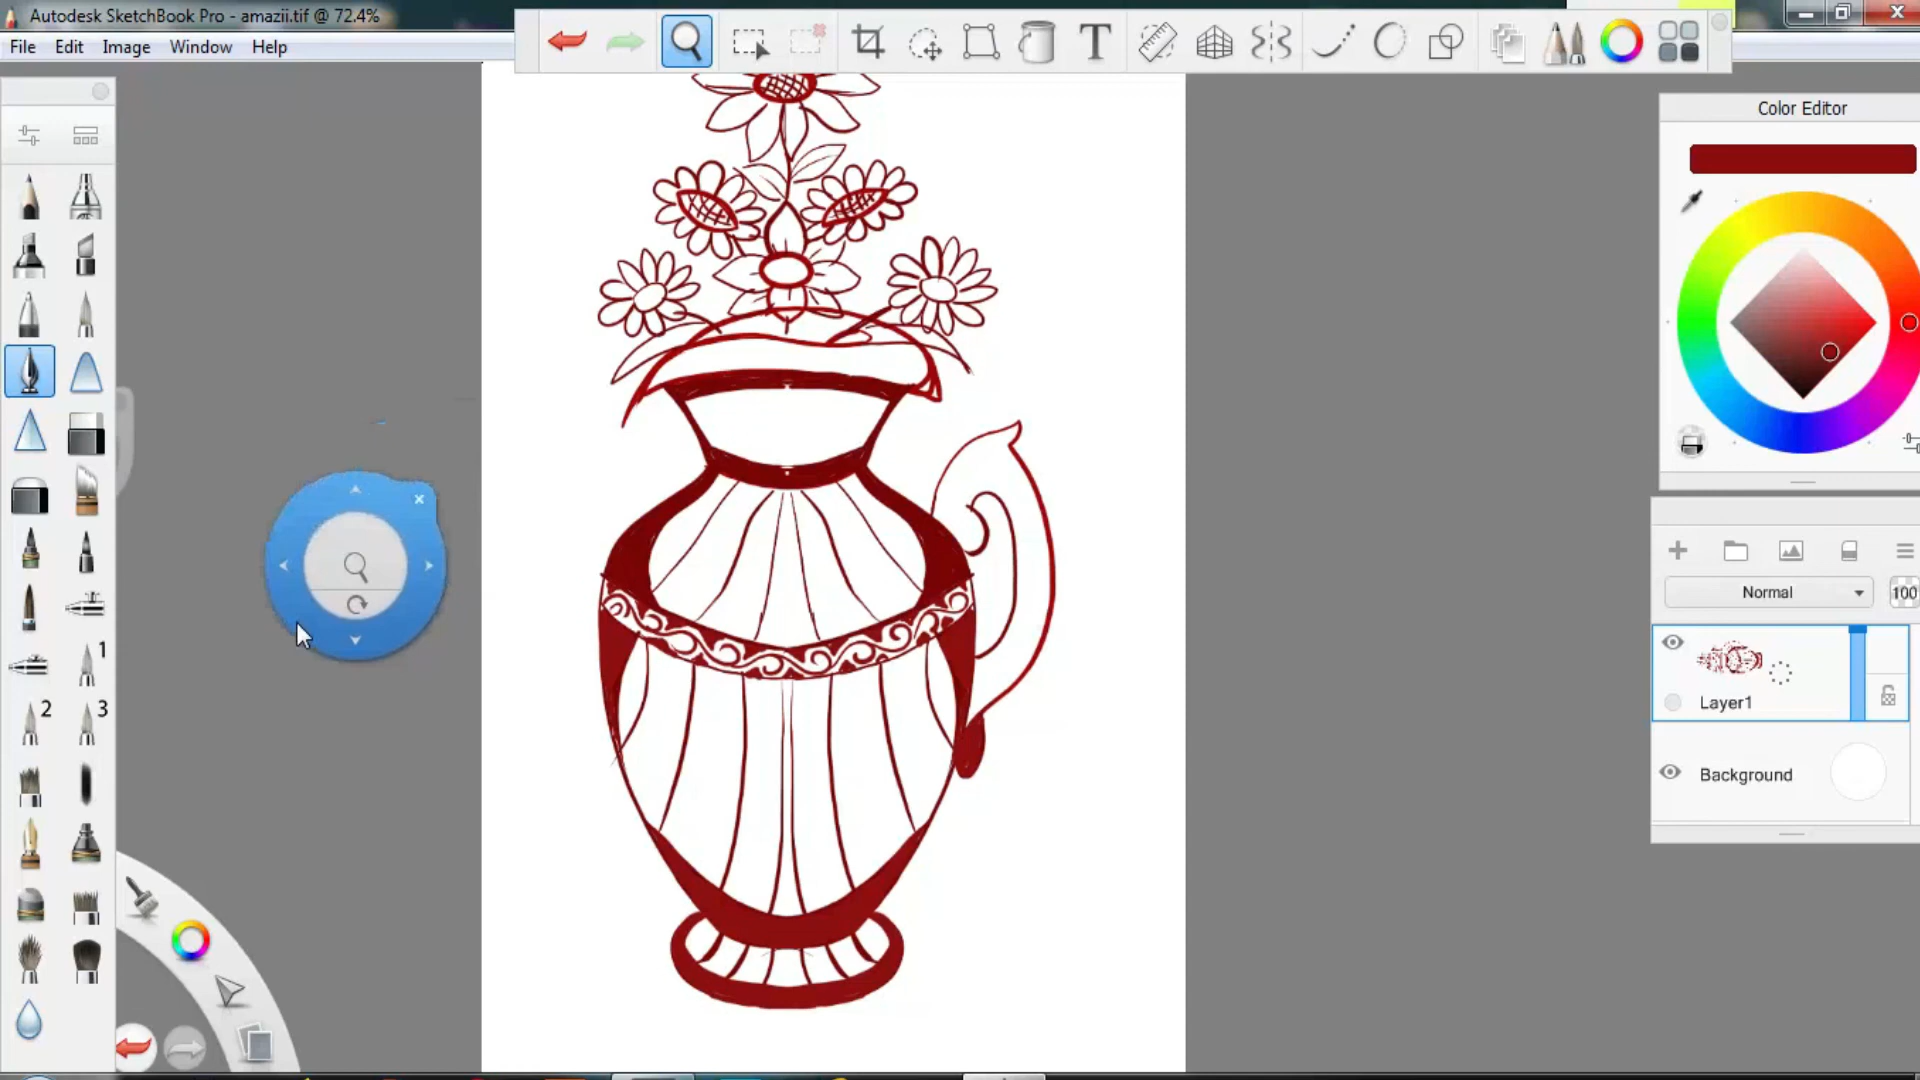 Autodesk SketchBook Pro - amazii.tif @ 72.4%
File Edit Image Window Help
T
Color Editor
Normal
100
Layer1
Background
1
2
3